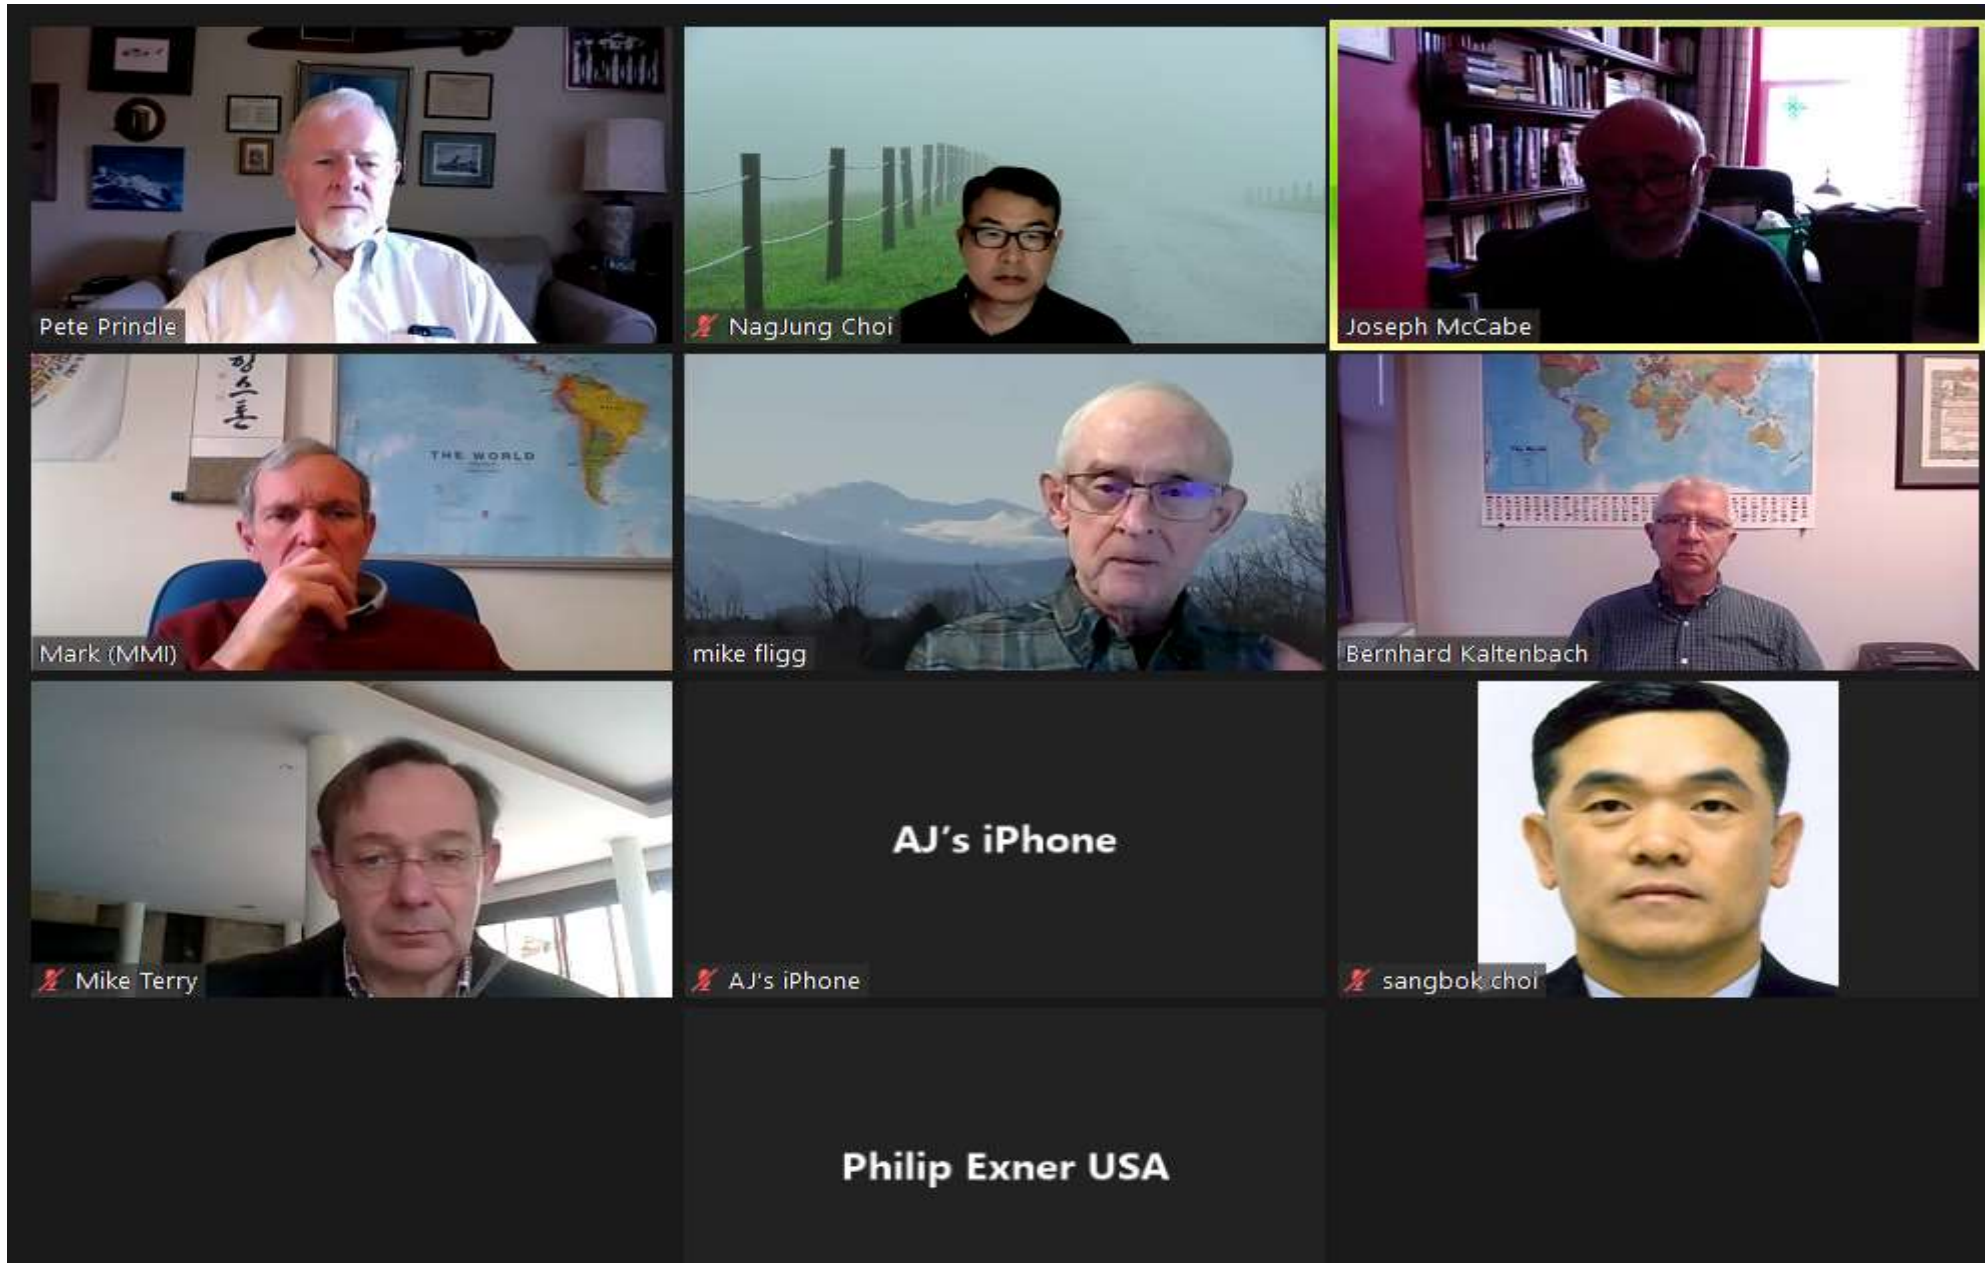 Pete Prindle
NagJung Choi
Joseph McCabe
Mark (MMI)
THE WORLD
mike fligg
Bernhard Kaltenbach
Mike Terry
AJ's iPhone
AJ's iPhone
sangbok choi
Philip Exner USA